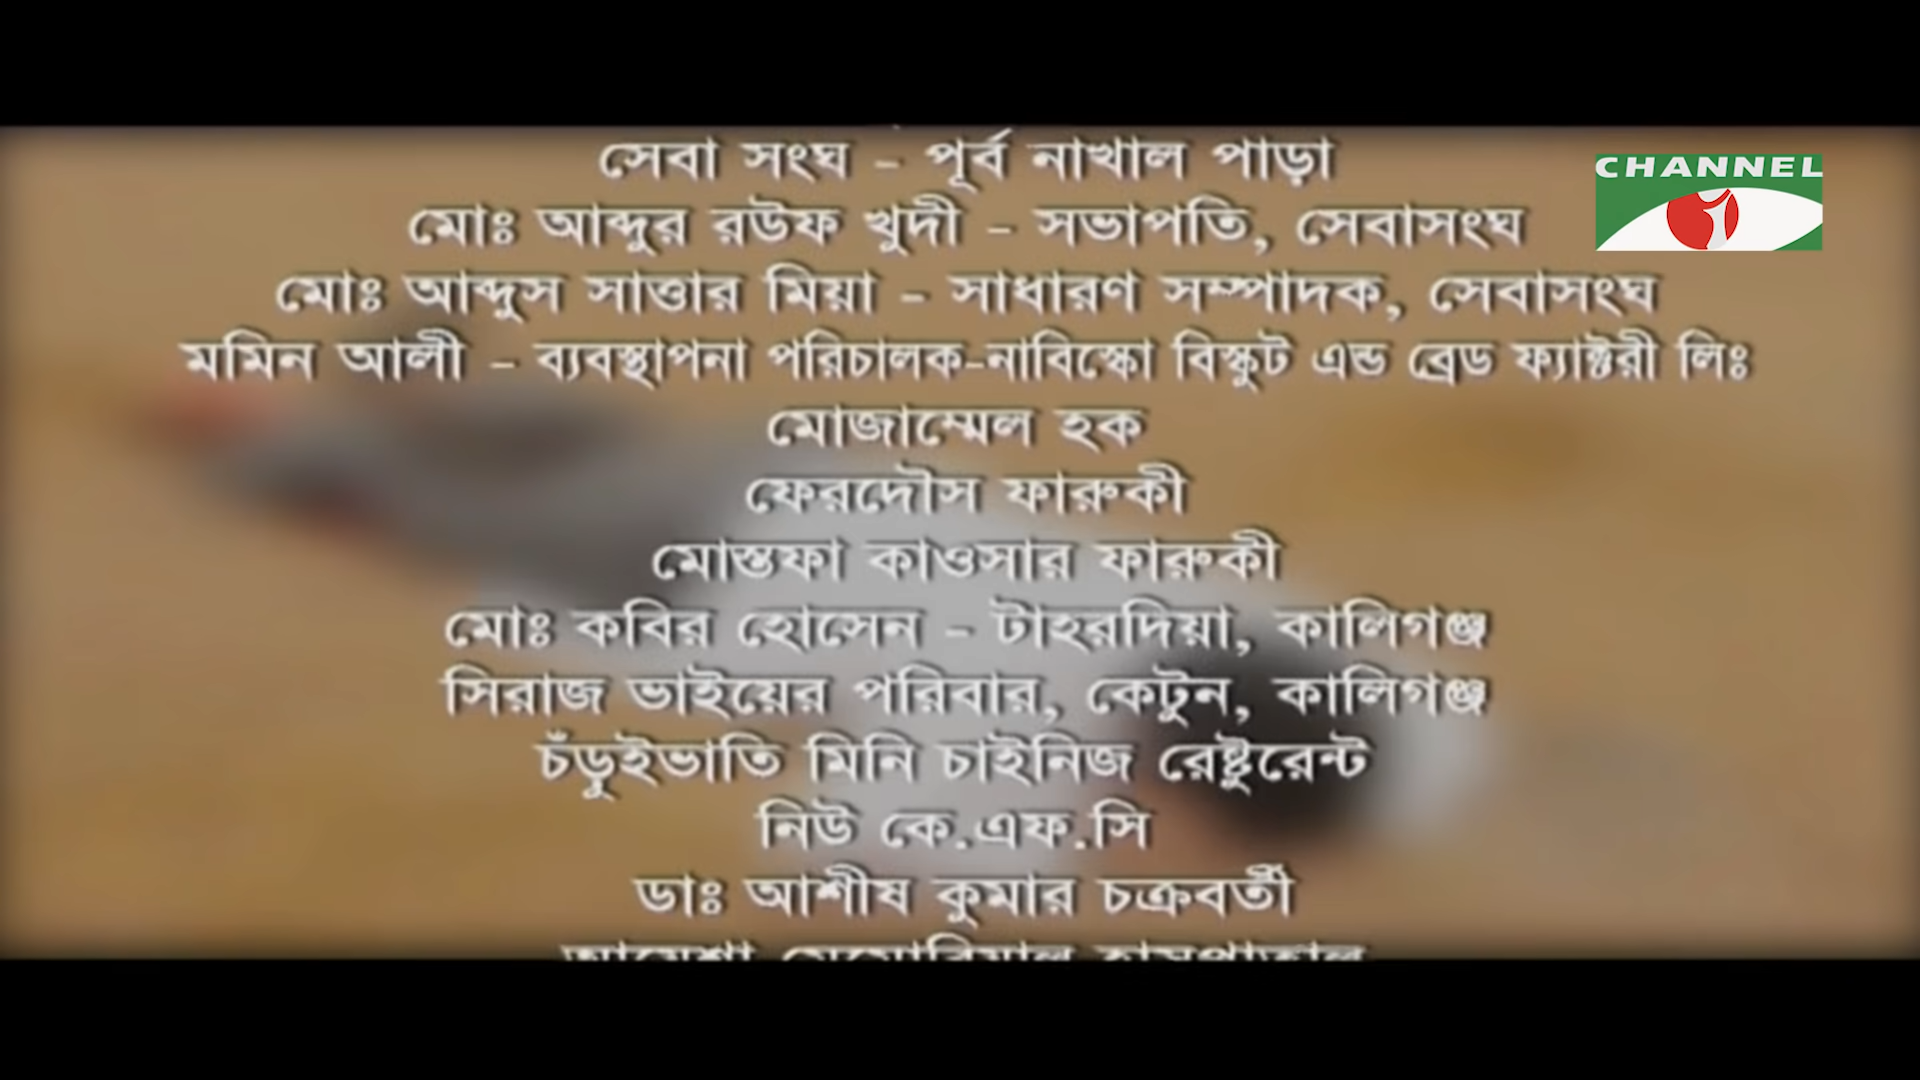 সেবা সংঘ - পূর্ব নাখাল পাড়া
CHANNEL
মোঃ আব্দুর রউফ খুদী - সভাপতি, সেবাসংঘ
মোঃ আব্দুস সাত্তার মিয়া - সাধারণ সম্পাদক, সেবাসংঘ
মমিন আলী - ব্যবস্থাপনা পরিচালক-নাবিস্কো বিস্কুট এন্ড ব্রেড ফ্যাক্টরী লিঃ
মোজাম্মেল হক
ফেরদৌস ফারুকী
মোস্তফা কাওসার ফারুকী
মোঃ কবির হোসেন - টাহরদিয়া, কালিগঞ্জ
সিরাজ ভাইয়ের পরিবার, কেটুন, কালিগঞ্জ
চঁড়ুইভাতি মিনি চাইনিজ রেষ্টুরেন্ট
নিউ কে.এফ.সি
ডাঃ আশীষ কুমার চক্রবর্তী